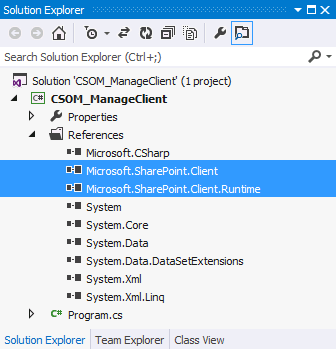 Solution Explorer
Search Solution Explorer (Ctrl+;)
Solution 'CSOM_ManageClient' (1 project)
C# CSOM_ManageClient
Properties
References
Microsoft.CSharp
Microsoft.SharePoint.Client
Microsoft.SharePoint.Client.Runtime
System
System.Core
System.Data
System.Data.DataSetExtensions
System.Xml
System.Xml.Linq
C# Program.cs
Solution Explorer Team Explorer Class View